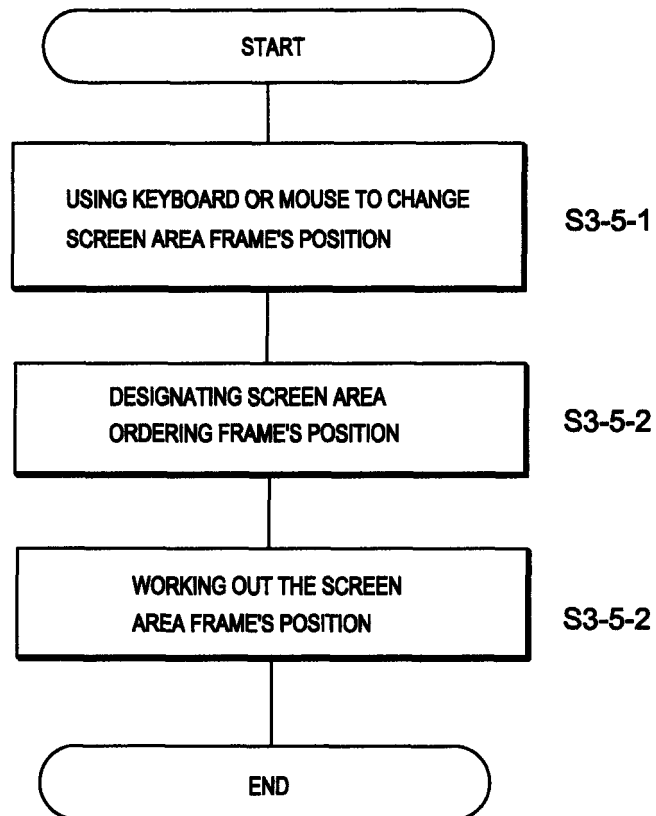 START
USING KEYBOARD OR MOUSE TO CHANGE
SCREEN AREA FRAME'S POSITION
S3-5-1
DESIGNATING SCREEN AREA
ORDERING FRAME'S POSITION
S3-5-2
WORKING OUT THE SCREEN
AREA FRAME'S POSITION
S3-5-2
END